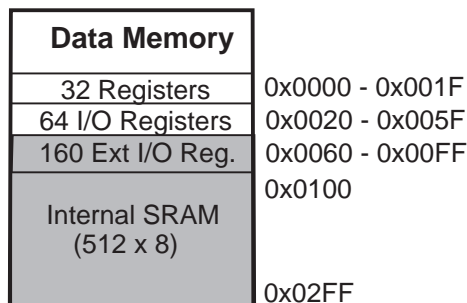 Data Memory
32 Registers 0x0000 - 0x001F
64 I/O Registers 0x0020 - 0x005F
160 Ext I/O Reg. 0x0060 - 0x00FF
0x0100
Internal SRAM
(512 x 8)
0x02FF